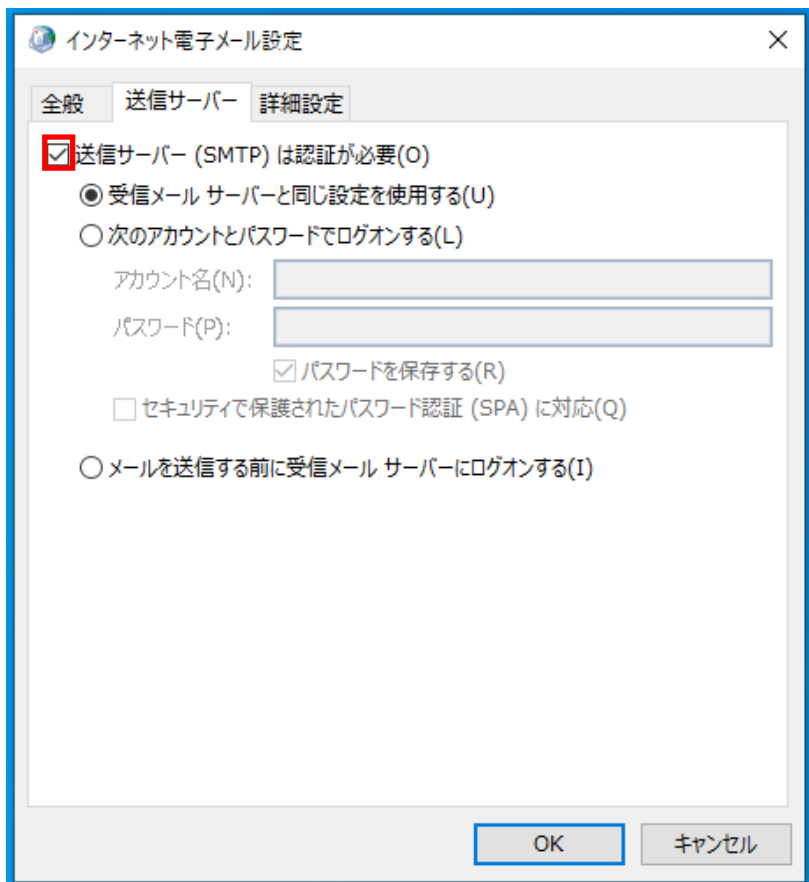 インターネット電子メール設定
全般 送信サーバー 詳細設定
送信サーバー (SMTP) は認証が必要(O)
受信メール サーバーと同じ設定を使用する(U)
次のアカウントとパスワードでログオンする(L)
アカウント名(N):
パスワード(P):
パスワードを保存する(R)
セキュリティで保護されたパスワード認証 (SPA) に対応(Q)
メールを送信する前に受信メール サーバーにログオンする(I)
OK キャンセル